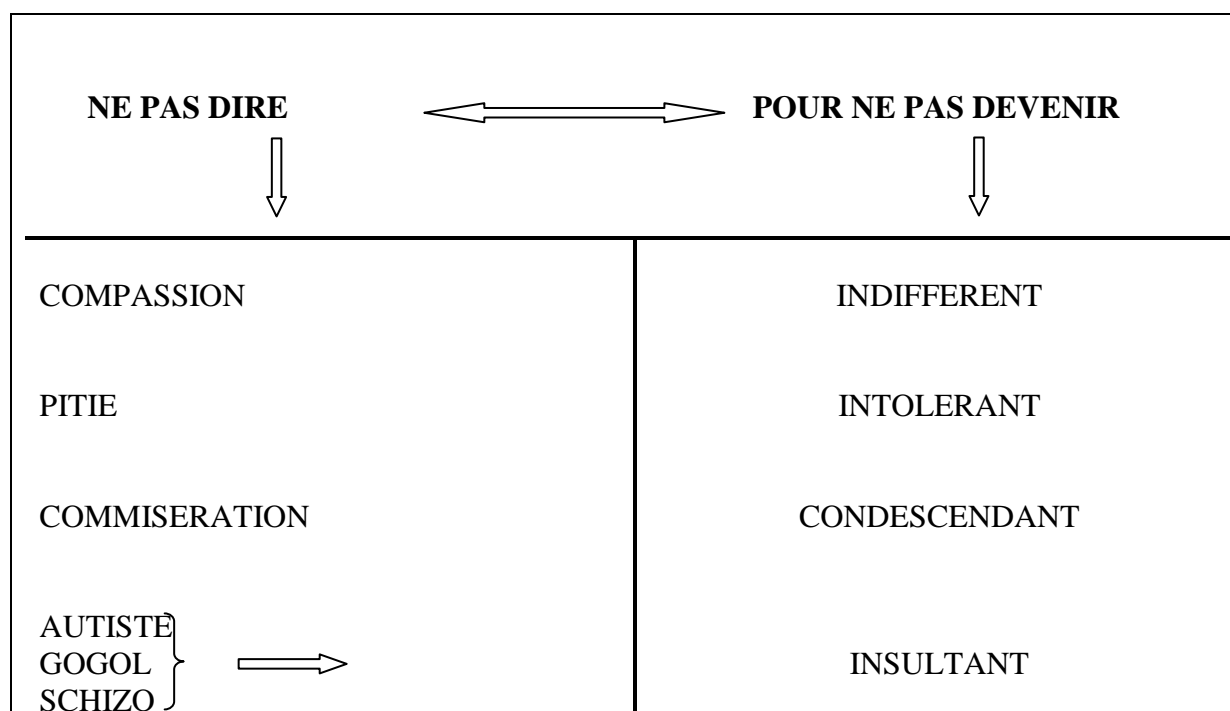 NE PAS DIRE POUR NE PAS DEVENIR
COMPASSION INDIFFERENT
PITIE INTOLERANT
COMMISERATION CONDESCENDANT
AUTISTE
GOGOL INSULTANT
SCHIZO